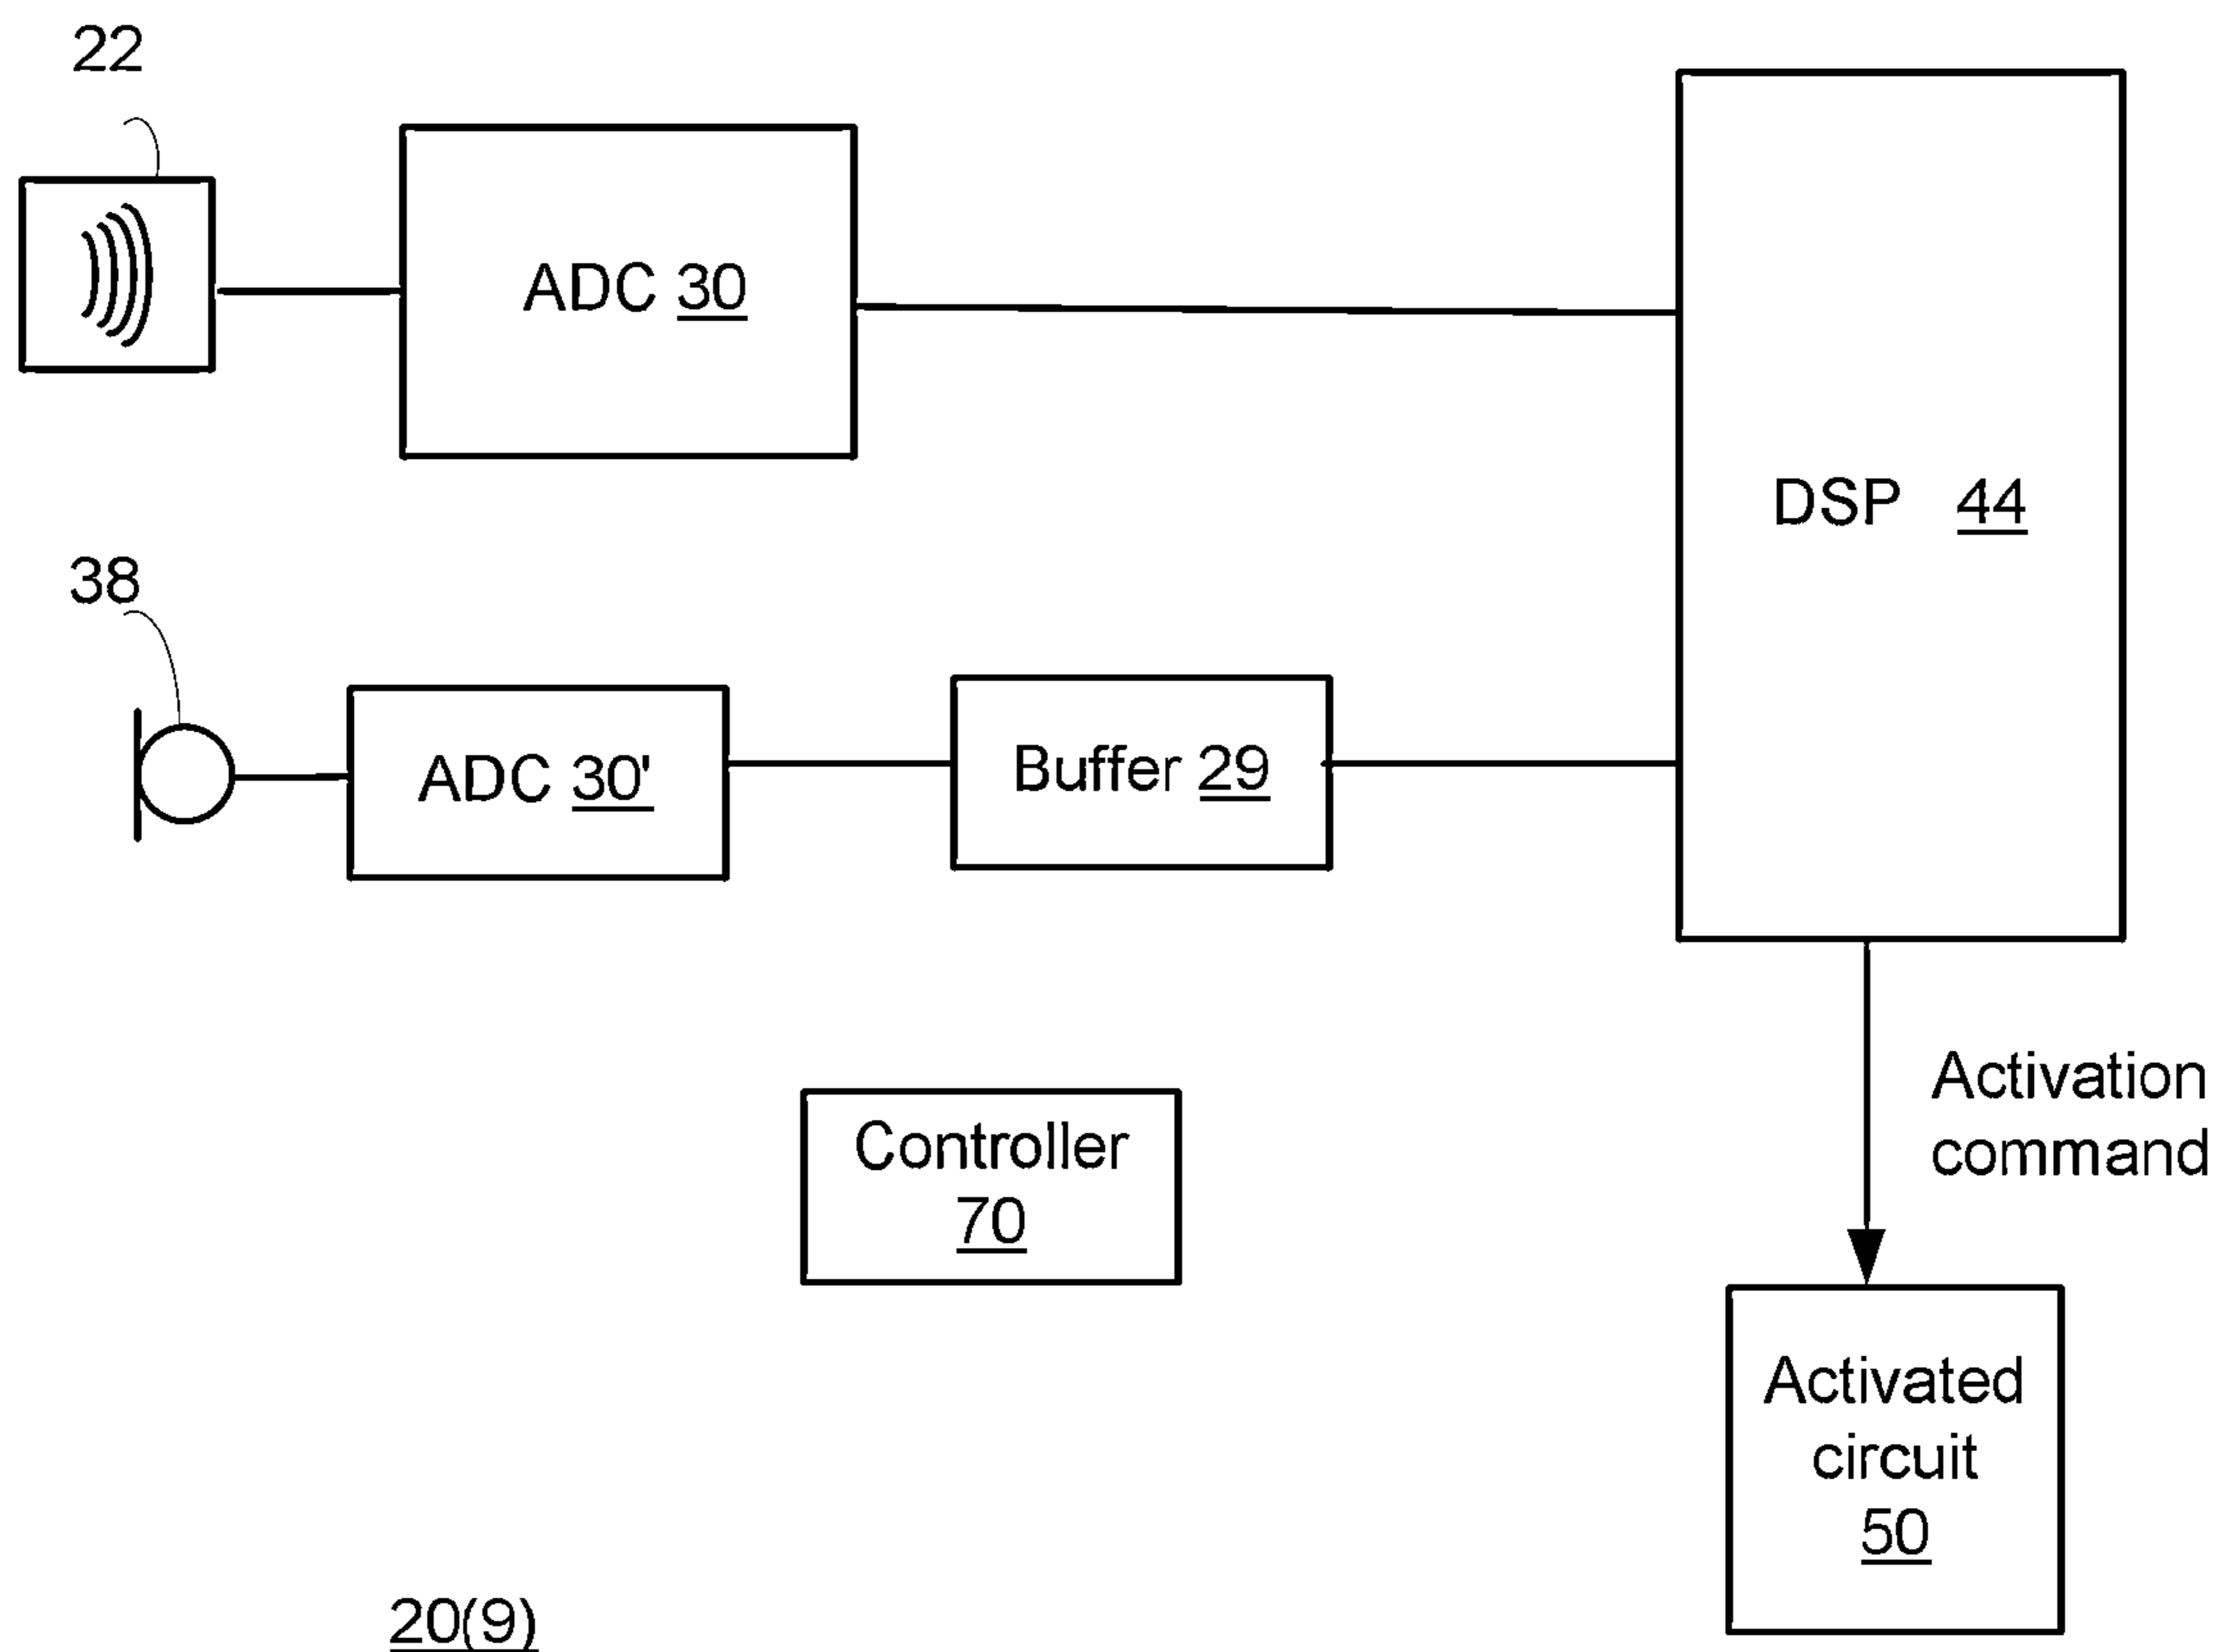 22
ADC 30
DSP 44
38
ADC 30'
Buffer 29
Controller
70
Activation
command
Activated
circuit
50
20(9)